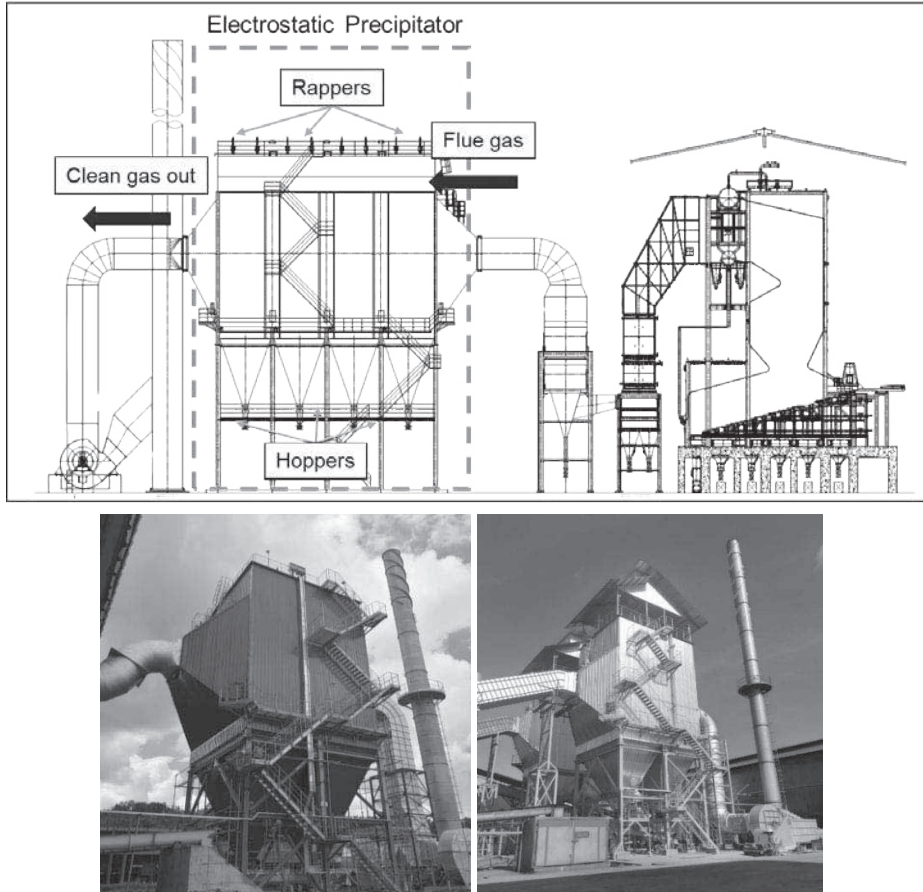 Electrostatic Precipitator
Rappers
Flue gas
Clean gas out
Hoppers